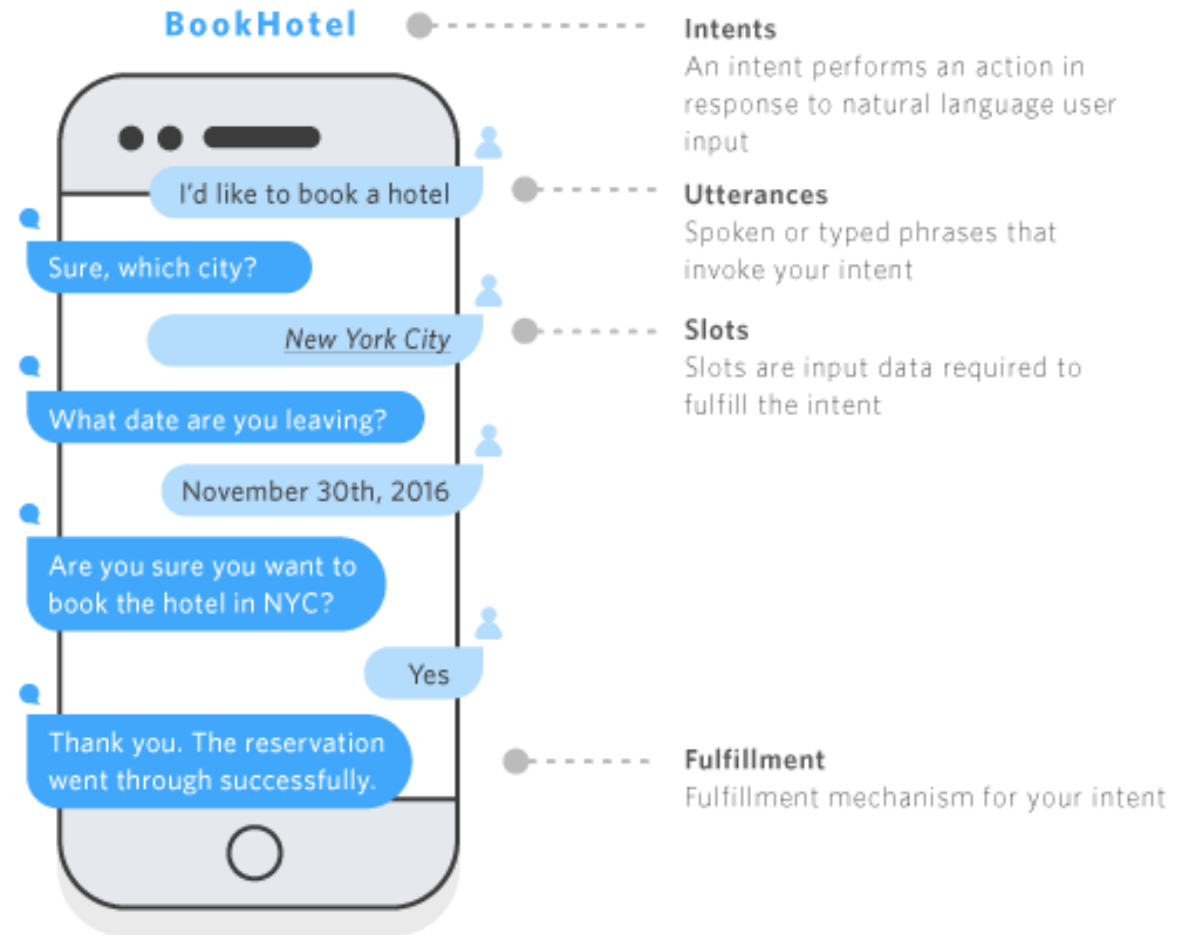 BookHotel
Intents
An intent performs an action in
response to natural language user
input
I'd like to book a hotel
Utterances
Spoken or typed phrases that
invoke your intent
Sure, which city?
New York City
Slots
Slots are input data required to
fulfill the intent
What date are you leaving?
November 30th, 2016
Are you sure you want to
book the hotel in NYC?
Yes
Thank you. The reservation
went through successfully.
Fulfillment
Fulfillment mechanism for your intent